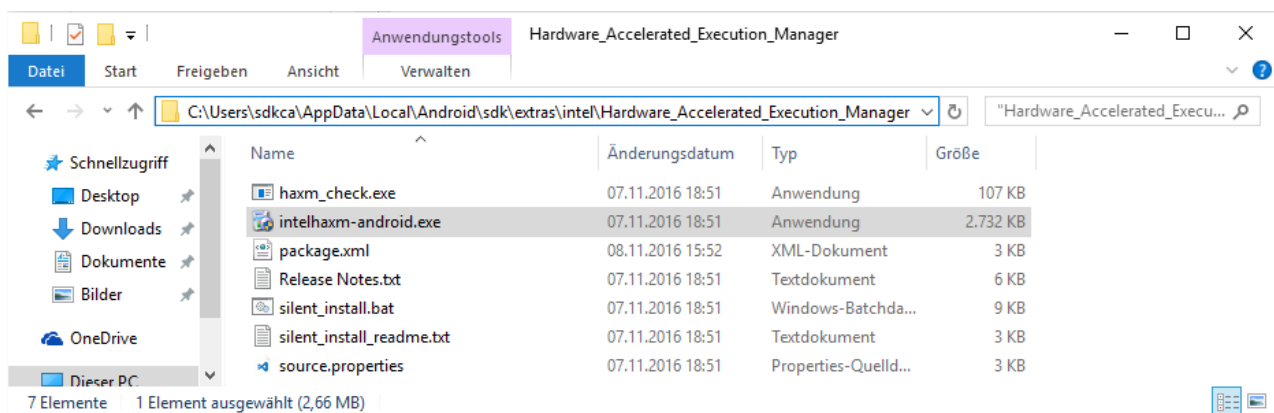 Anwendungstools Hardware_Accelerated_Execution_Manager
Datei Start Freigeben Ansicht Verwalten
C:\Users\sdkca\AppData\Local\Android\sdk\extras\intel\Hardware_Accelerated_Execution_Manager "Hardware_Accelerated_Execu...
Schnellzugriff
Desktop
Downloads
Dokumente
Bilder
OneDrive
Dieser PC
Name Änderungsdatum Typ Größe
haxm_check.exe 07.11.2016 18:51 Anwendung 107 KB
intelhaxm-android.exe 07.11.2016 18:51 Anwendung 2.732 KB
package.xml 08.11.2016 15:52 XML-Dokument 3 KB
Release Notes.txt 07.11.2016 18:51 Textdokument 6 KB
silent_install.bat 07.11.2016 18:51 Windows-Batchda... 9 KB
silent_install_readme.txt 07.11.2016 18:51 Textdokument 3 KB
source.properties 07.11.2016 18:51 Properties-Quelld... 3 KB
7 Elemente 1 Element ausgewählt (2,66 MB)